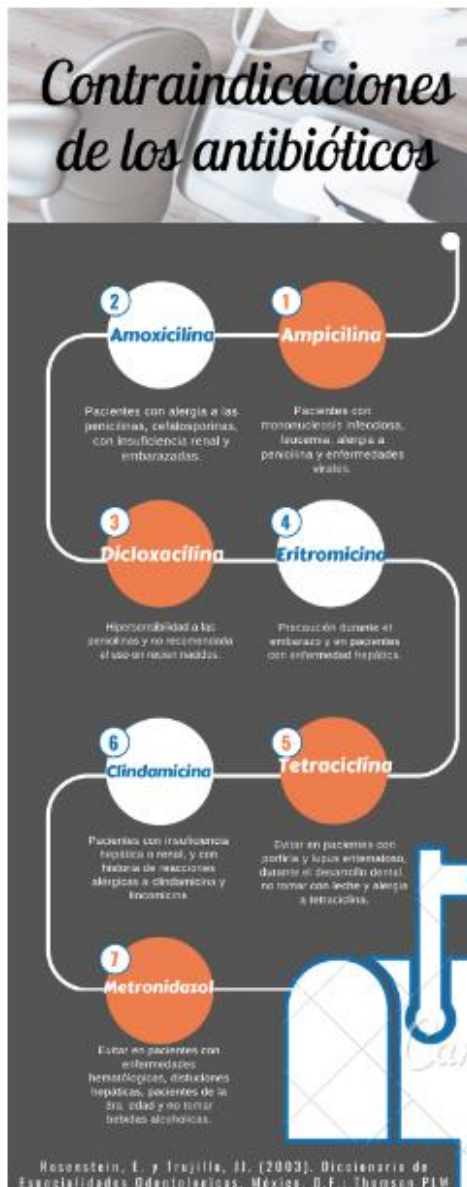 Contraindicaciones
de los antibióticos
1
Ampicilina
Pacientes con
mononucleosis infecciosa,
leucemia, alergia a
penicilina y enfermedades
virales.
2
Amoxicilina
Pacientes con alergia a las
penicilinas, cefalosporinas,
con insuficiencia renal y
embarazadas.
3
Dicloxacilina
Hipersensibilidad a las
penicilinas y no recomendada
el uso en recien nacidos.
4
Eritromicina
Precaución durante el
embarazo y en pacientes
con enfermedad hepática.
5
Tetraciclina
Evitar en pacientes con
porfiria y lupus eritematoso,
durante el desarrollo dental,
no tomar con leche y alergia
a tetraciclina.
6
Clindamicina
Pacientes con insuficiencia
hepática o renal, y con
historia de reacciones
alérgicas a clindamicina y
lincomicina
7
Metronidazol
Evitar en pacientes con
enfermedades
hematológicas,
hepáticas, pacientes de la
3ra. edad y no tomar
bebidas alcoholicas.
Rosenstein, E. y Trujillo, JJ. (2003). Diccionario de
Especialidades Odontologicas. México, D.F.: Thomson PLM